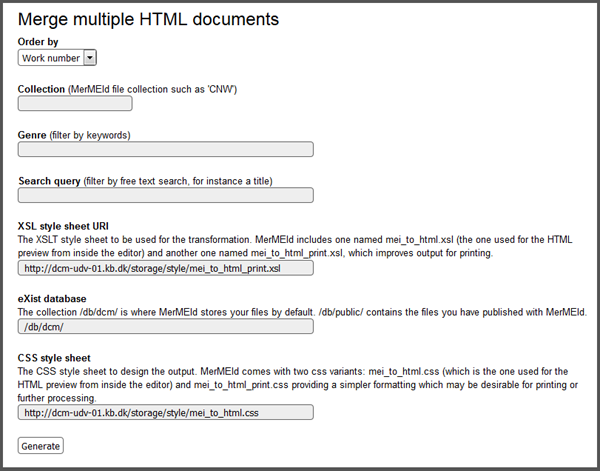 Merge multiple HTML documents
Order by
Work number
Collection (MerMEId file collection such as 'CNW')
Genre (filter by keywords)
Search query (filter by free text search, for instance a title)
XSL style sheet URI
The XSLT style sheet to be used for the transformation. MerMEId includes one named mei_to_html.xsl (the one used for the HTML
preview from inside the editor) and another one named mei_to_html_print.xsl, which improves output for printing.
http://dcm-udv-01.kb.dk/storage/style/mei_to_html_print.xsl
eXist database
The collection /db/dcm/ is where MerMEId stores your files by default. /db/public/ contains the files you have published with MerMEId.
/db/dcm/
CSS style sheet
The CSS style sheet to design the output. MerMEId comes with two css variants: mei_to_html.css (which is the one used for the
HTML preview from inside the editor) and mei_to_html_print.css providing a simpler formatting which may be desirable for printing or
further processing.
http://dcm-udv-01.kb.dk/storage/style/mei_to_html.css
Generate